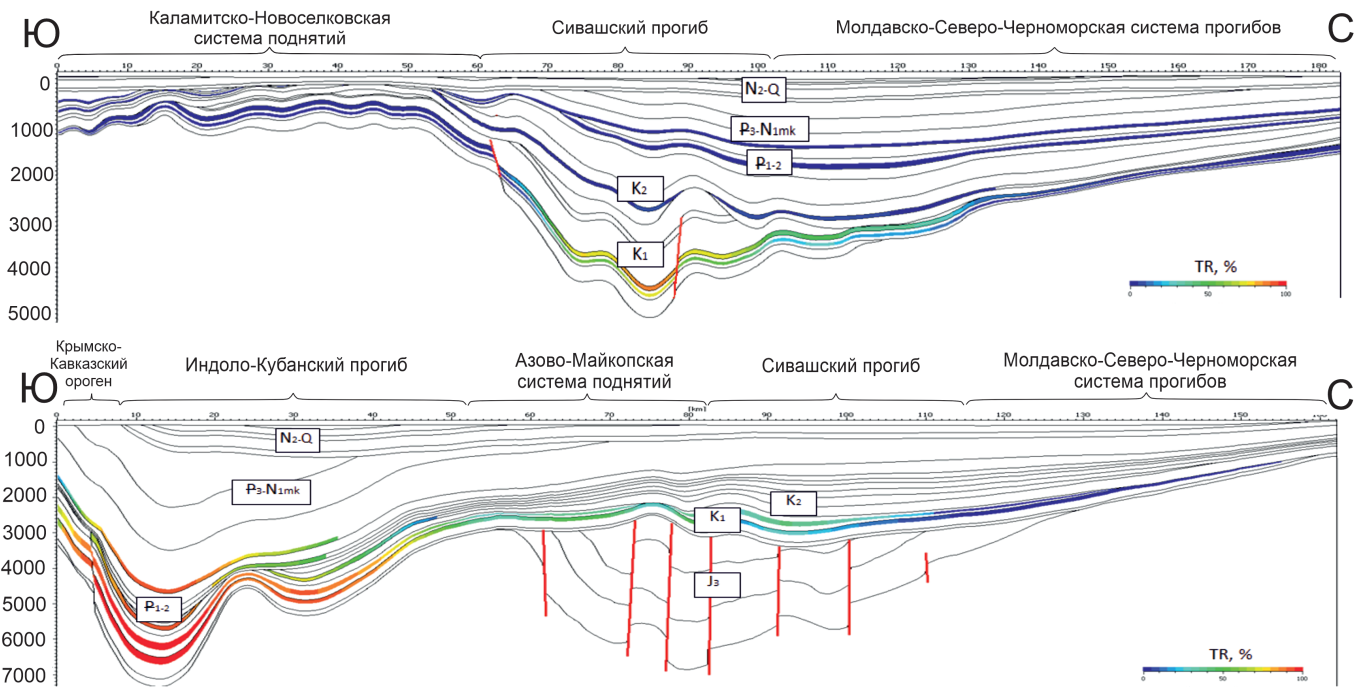 Каламитско-Новоселковская
система поднятий
Сивашский прогиб
Молдавско-Северо-Черноморская система прогибов
Ю
С
0 10 20 30 40 50 60 70 80 90 100 110 120 130 140 150 160 170 180
0
1000
2000
3000
4000
5000
N2-Q
P3-N1mk
P1-2
K2
K1
TR, %
0 50 100
Крымско-
Кавказский
ороген
Индоло-Кубанский прогиб
Азово-Майкопская
система поднятий
Сивашский прогиб
Молдавско-Северо-Черноморская
система прогибов
Ю
С
[km]
0 10 20 30 40 50 60 70 80 90 100 110 120 130 140 150
0
1000
2000
3000
4000
5000
6000
7000
N2-Q
P3-N1mk
K2
K1
J3
P1-2
TR, %
0 50 100